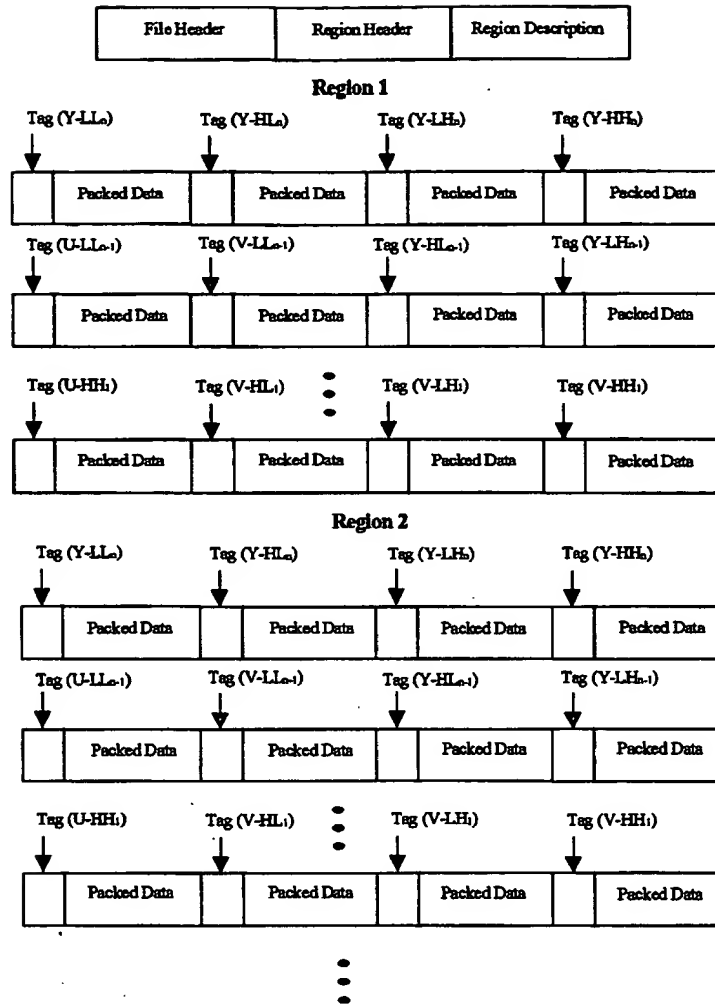 File Header Region Header Region Description
Region 1
Tag (Y-LLₙ) Tag (Y-HLₙ) Tag (Y-LHₙ) Tag (Y-HHₙ)
Packed Data Packed Data Packed Data Packed Data
Tag (U-LLₙ₋₁) Tag (V-LLₙ₋₁) Tag (Y-HLₙ₋₁) Tag (Y-LHₙ₋₁)
Packed Data Packed Data Packed Data Packed Data
Tag (U-HH₁) Tag (V-HL₁) Tag (V-LH₁) Tag (V-HH₁)
Packed Data Packed Data Packed Data Packed Data
Region 2
Tag (Y-LLₙ) Tag (Y-HLₙ) Tag (Y-LHₙ) Tag (Y-HHₙ)
Packed Data Packed Data Packed Data Packed Data
Tag (U-LLₙ₋₁) Tag (V-LLₙ₋₁) Tag (Y-HLₙ₋₁) Tag (Y-LHₙ₋₁)
Packed Data Packed Data Packed Data Packed Data
Tag (U-HH₁) Tag (V-HL₁) Tag (V-LH₁) Tag (V-HH₁)
Packed Data Packed Data Packed Data Packed Data